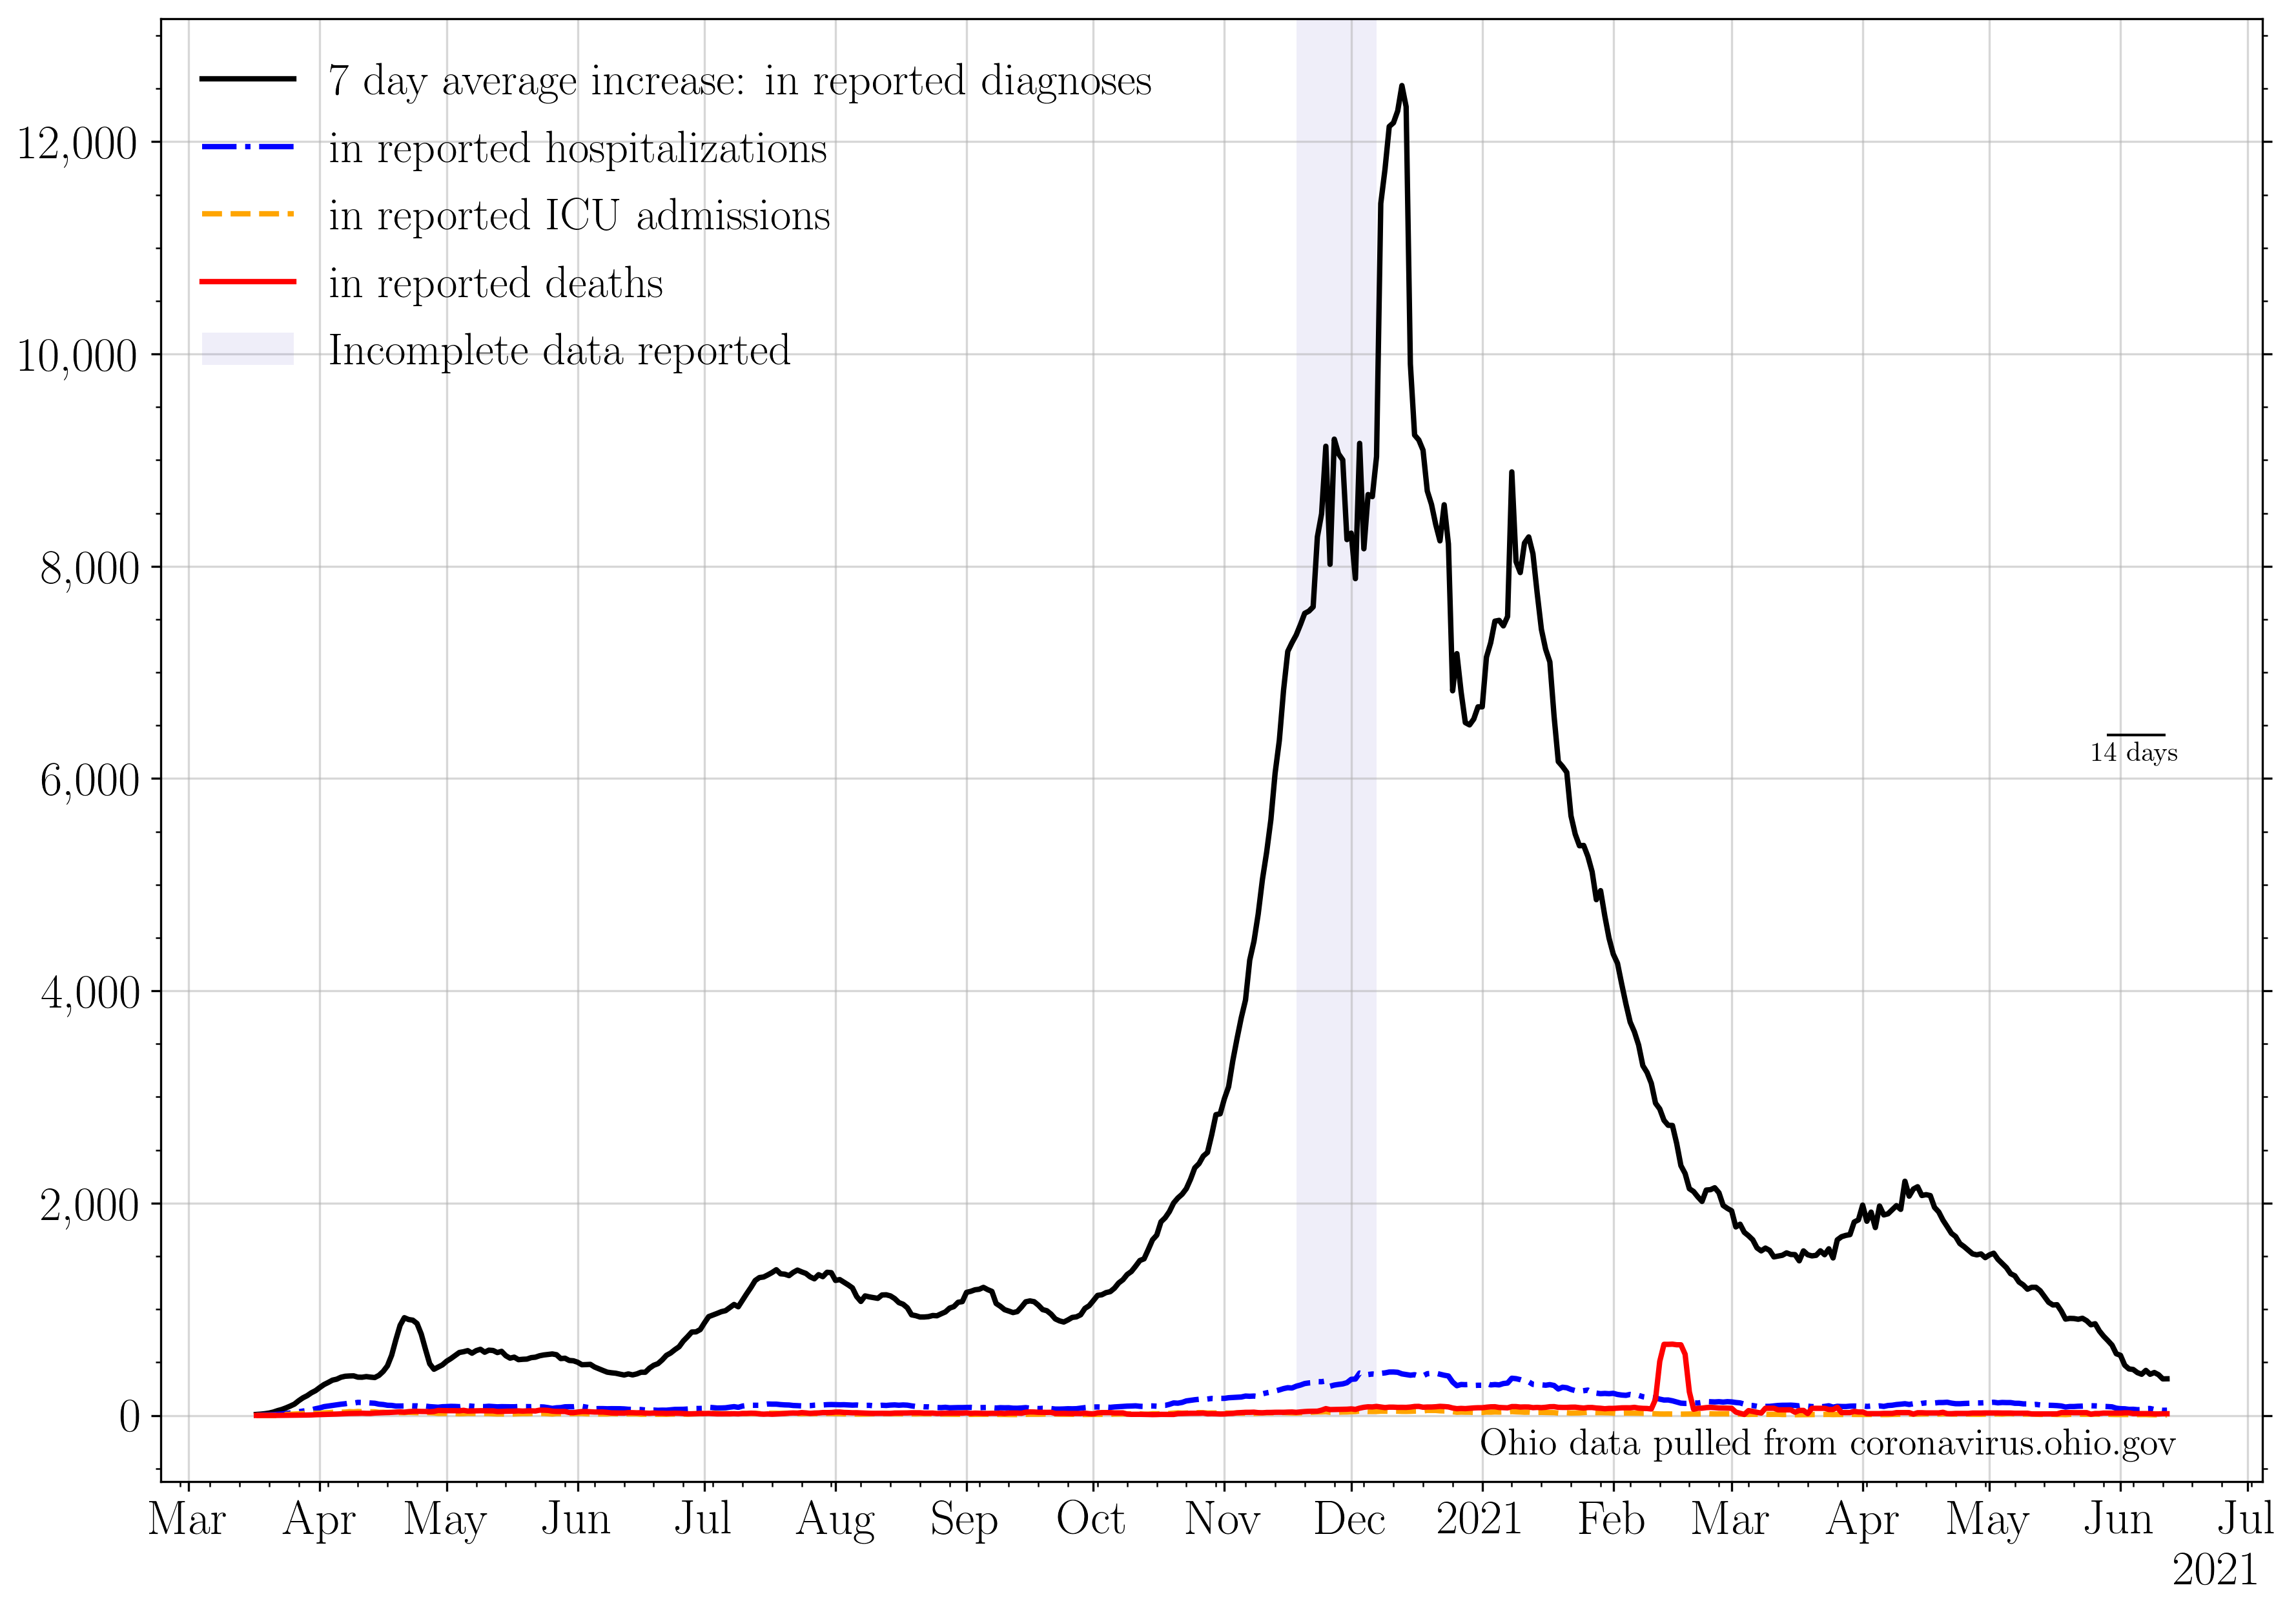 7 day average increase: in reported diagnoses
in reported hospitalizations
in reported ICU admissions
in reported deaths
Incomplete data reported
12,000
10,000
8,000
6,000
4,000
2,000
0
14 days
Ohio data pulled from coronavirus.ohio.gov
Mar Apr May Jun Jul Aug Sep Oct Nov Dec 2021 Feb Mar Apr May Jun Jul
2021